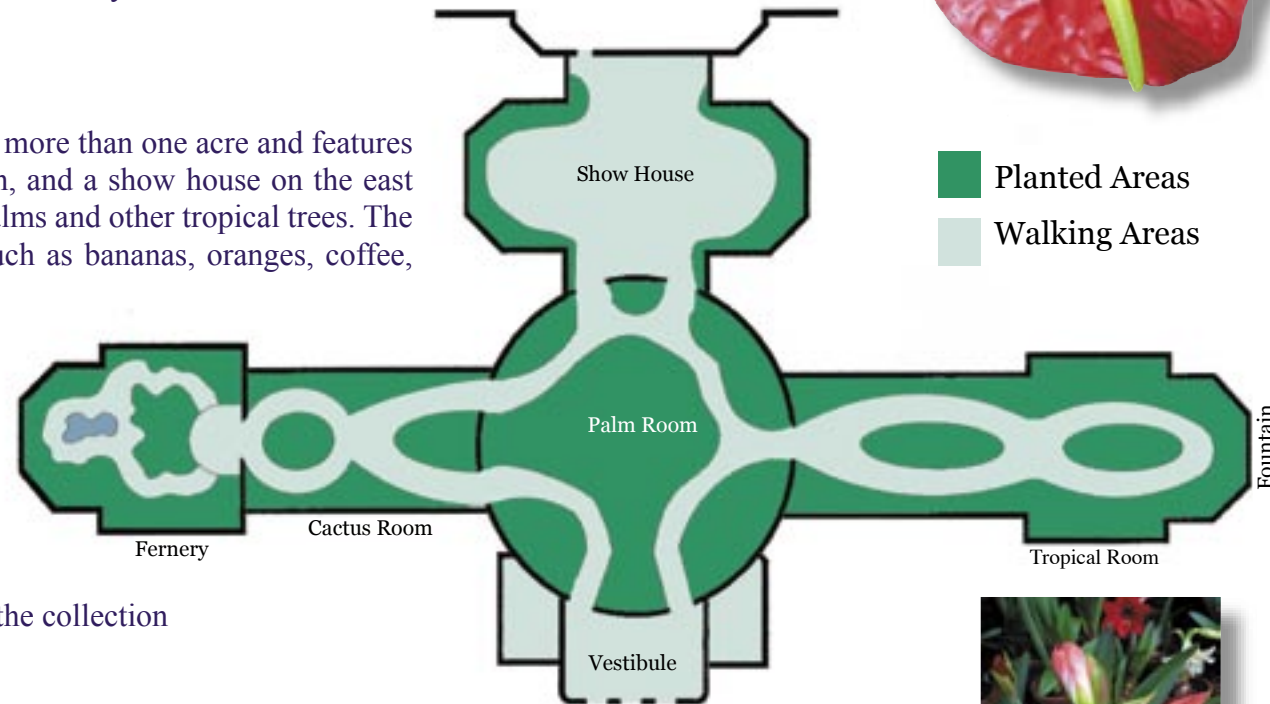 more than one acre and features
and a show house on the east
and other tropical trees. The
as bananas, oranges, coffee,
the collection
Show House
Planted Areas
Walking Areas
Palm Room
Fountain
Cactus Room
Fernery
Tropical Room
Vestibule